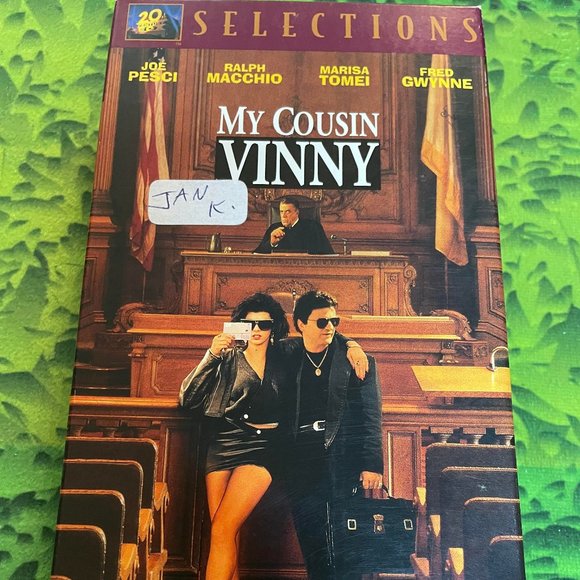 20th
CENTURY
FOX
SELECTIONS
JOE PESCI
RALPH MACCHIO
MARISA TOMEI
FRED GWYNNE
MY COUSIN
VINNY
JAN
K.